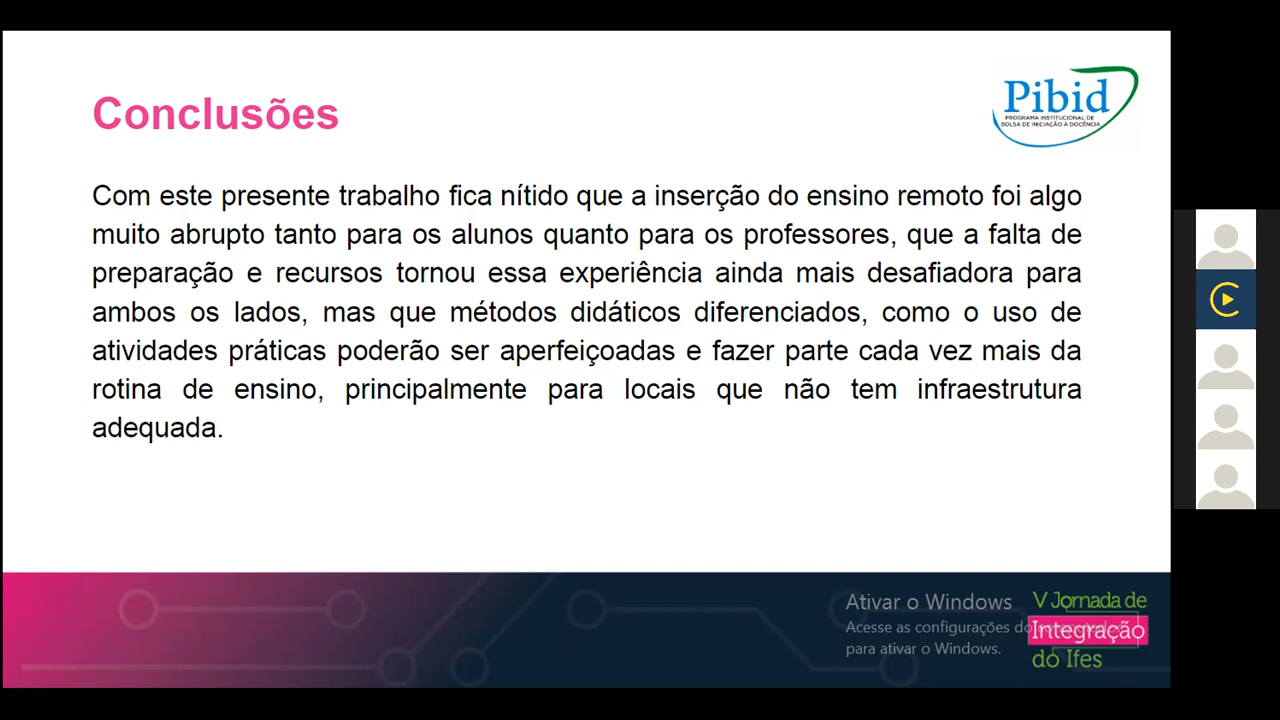 Conclusões
Pibid
PROGRAMA INSTITUCIONAL DE
BOLSA DE INICIAÇÃO À DOCÊNCIA
Com este presente trabalho fica nítido que a inserção do ensino remoto foi algo
muito abrupto tanto para os alunos quanto para os professores, que a falta de
preparação e recursos tornou essa experiência ainda mais desafiadora para
ambos os lados, mas que métodos didáticos diferenciados, como o uso de
atividades práticas poderão ser aperfeiçoadas e fazer parte cada vez mais da
rotina de ensino, principalmente para locais que não tem infraestrutura
adequada.
Ativar o Windows
Acesse as configurações do
para ativar o Windows.
V Jornada de
Integração
do Ifes